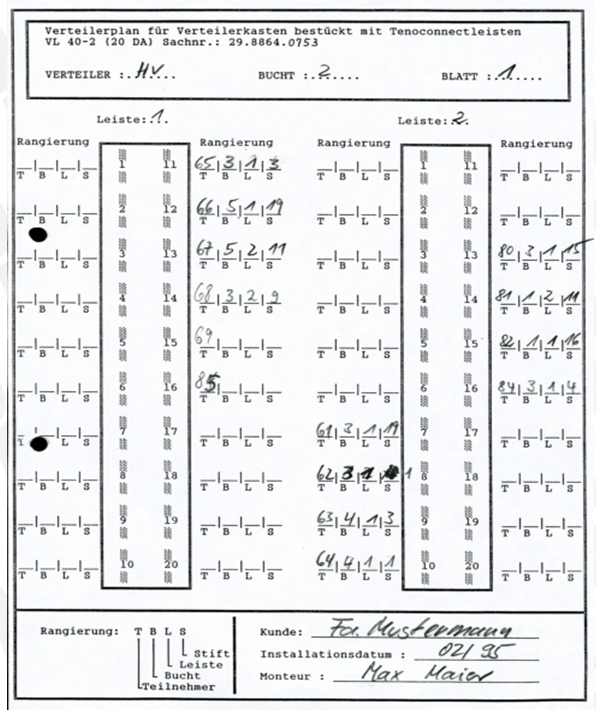 Verteilerplan für Verteilerkasten bestückt mit Tenoconnectleisten
VL 40-2 (20 DA) Sachnr.: 29.8864.0753
VERTEILER :.HV... BUCHT :.2..... BLATT :.1.....
Leiste:.1. Leiste:.2.
Rangierung Rangierung Rangierung Rangierung
1 11 65 3 1 3 1 11
T B L S T B L S T B L S T B L S
2 12 66 5 1 19 2 12
T B L S T B L S T B L S T B L S
3 13 67 5 2 11 3 13 80 3 1 15
T B L S T B L S T B L S T B L S
4 14 68 3 2 9 4 14 81 1 2 11
T B L S T B L S T B L S T B L S
5 15 69 5 15 82 1 1 16
T B L S T B L S T B L S T B L S
6 16 85 6 16 84 3 1 4
T B L S T B L S T B L S T B L S
7 17 61 3 1 19 7 17
B L S T B L S T B L S T B L S
8 18 62 3 1 1 8 18
T B L S T B L S T B L S T B L S
9 19 63 4 1 3 9 19
T B L S T B L S T B L S T B L S
10 20 64 4 1 1 10 20
T B L S T B L S T B L S T B L S
Rangierung: T B L S
Stift
Leiste
Bucht
Teilnehmer
Kunde: Fa. Mustermann
Installationsdatum : 02/95
Monteur : Max Maier